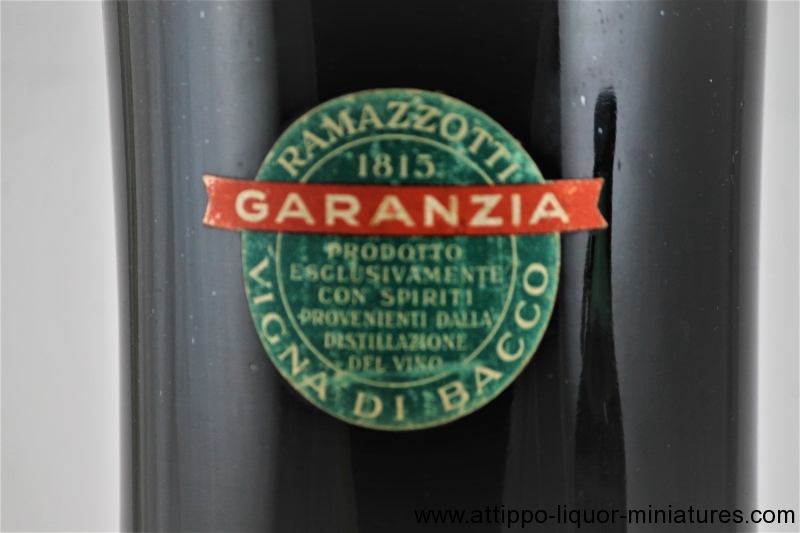 RAMAZZOTTI
1815
GARANZIA
PRODOTTO
ESCLUSIVAMENTE
CON SPIRITI
PROVENIENTI DALLA
DISTILLAZIONE
DEL VINO
VIGNA DI BACCO
www.attippo-liquor-miniatures.com